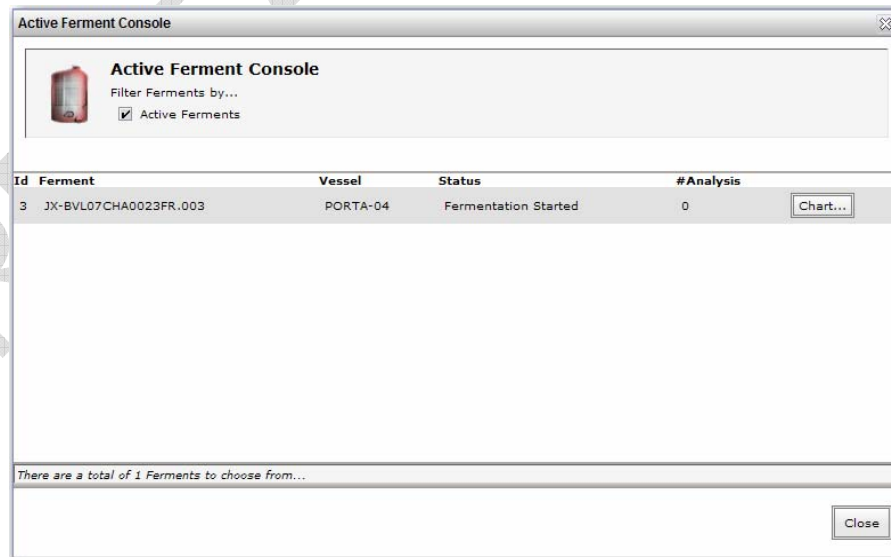 Active Ferment Console
Active Ferment Console
Filter Ferments by...
Active Ferments
Id Ferment Vessel Status #Analysis
3 JX-BVL07CHA0023FR.003 PORTA-04 Fermentation Started 0 Chart...
There are a total of 1 Ferments to choose from...
Close